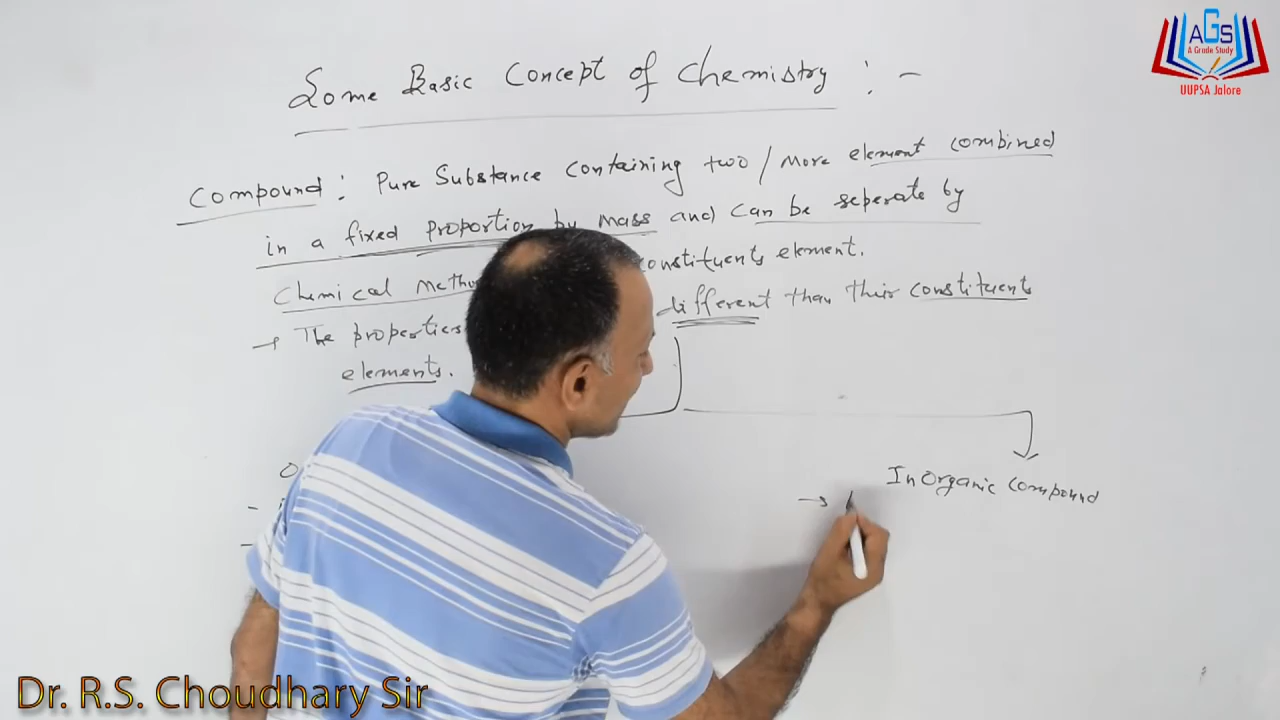 Some Basic Concept of Chemistry :-
Compound : Pure Substance containing two / more element combined
in a fixed proportion by mass and can be seperate by
Chemical constituents element.
→ The properties different than their constituents
elements.
InOrganic Compound
→
AGS
A Grade Study
UUPSA Jalore
Dr. R.S. Choudhary Sir